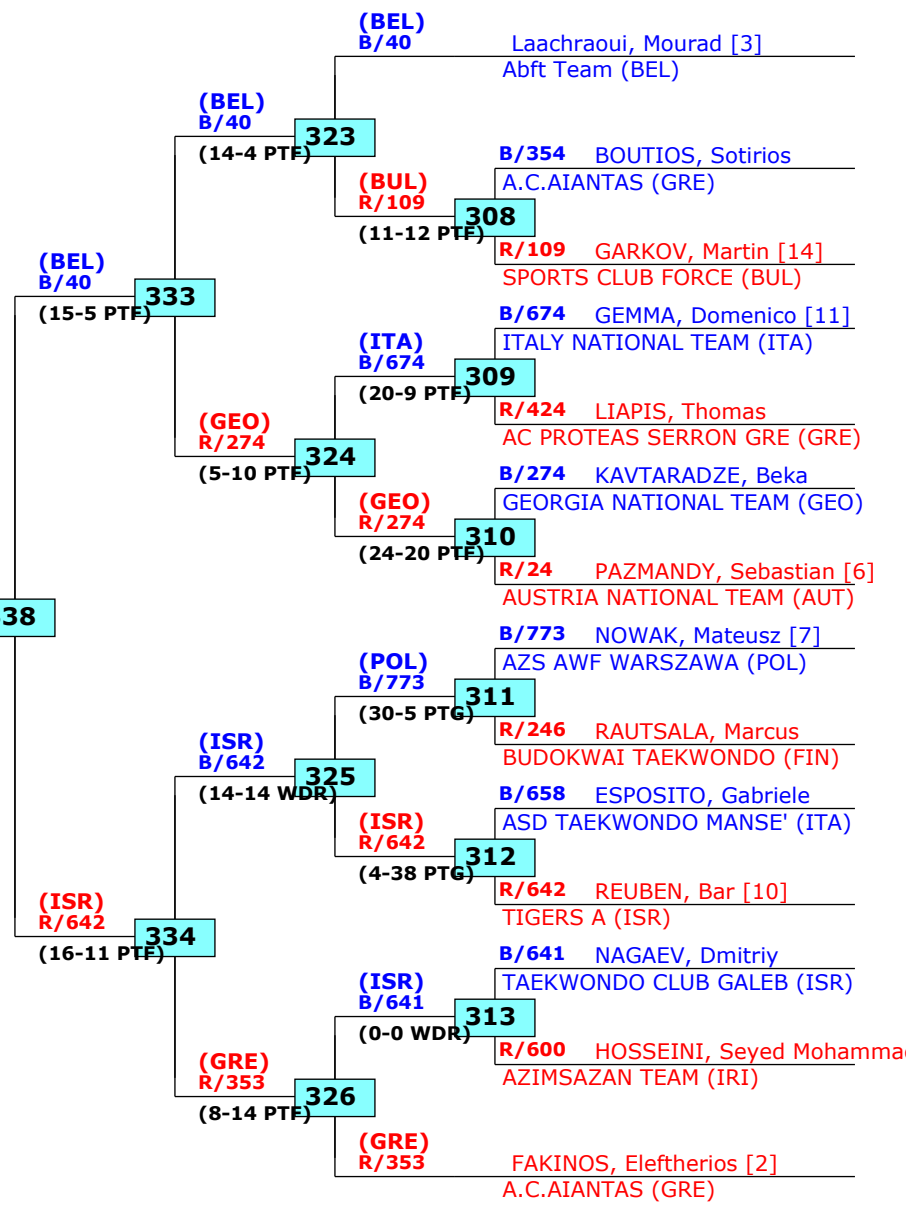 (BEL)
B/40
Laachraoui, Mourad [3]
Abft Team (BEL)
(BEL)
B/40
(14-4 PTF)
323
B/354 BOUTIOS, Sotirios
A.C.AIANTAS (GRE)
(BUL)
R/109
(11-12 PTF)
308
R/109 GARKOV, Martin [14]
SPORTS CLUB FORCE (BUL)
(BEL)
B/40
(15-5 PTF)
333
B/674 GEMMA, Domenico [11]
ITALY NATIONAL TEAM (ITA)
(ITA)
B/674
(20-9 PTF)
309
R/424 LIAPIS, Thomas
AC PROTEAS SERRON GRE (GRE)
(GEO)
R/274
(5-10 PTF)
324
B/274 KAVTARADZE, Beka
GEORGIA NATIONAL TEAM (GEO)
(GEO)
R/274
(24-20 PTF)
310
R/24 PAZMANDY, Sebastian [6]
AUSTRIA NATIONAL TEAM (AUT)
38
B/773 NOWAK, Mateusz [7]
AZS AWF WARSZAWA (POL)
(POL)
B/773
(30-5 PTG)
311
R/246 RAUTSALA, Marcus
BUDOKWAI TAEKWONDO (FIN)
(ISR)
B/642
(14-14 WDR)
325
B/658 ESPOSITO, Gabriele
ASD TAEKWONDO MANSE' (ITA)
(ISR)
R/642
(4-38 PTG)
312
R/642 REUBEN, Bar [10]
TIGERS A (ISR)
(ISR)
R/642
(16-11 PTF)
334
B/641 NAGAEV, Dmitriy
TAEKWONDO CLUB GALEB (ISR)
(ISR)
B/641
(0-0 WDR)
313
R/600 HOSSEINI, Seyed Mohamma
AZIMSAZAN TEAM (IRI)
(GRE)
R/353
(8-14 PTF)
326
(GRE)
R/353
FAKINOS, Eleftherios [2]
A.C.AIANTAS (GRE)